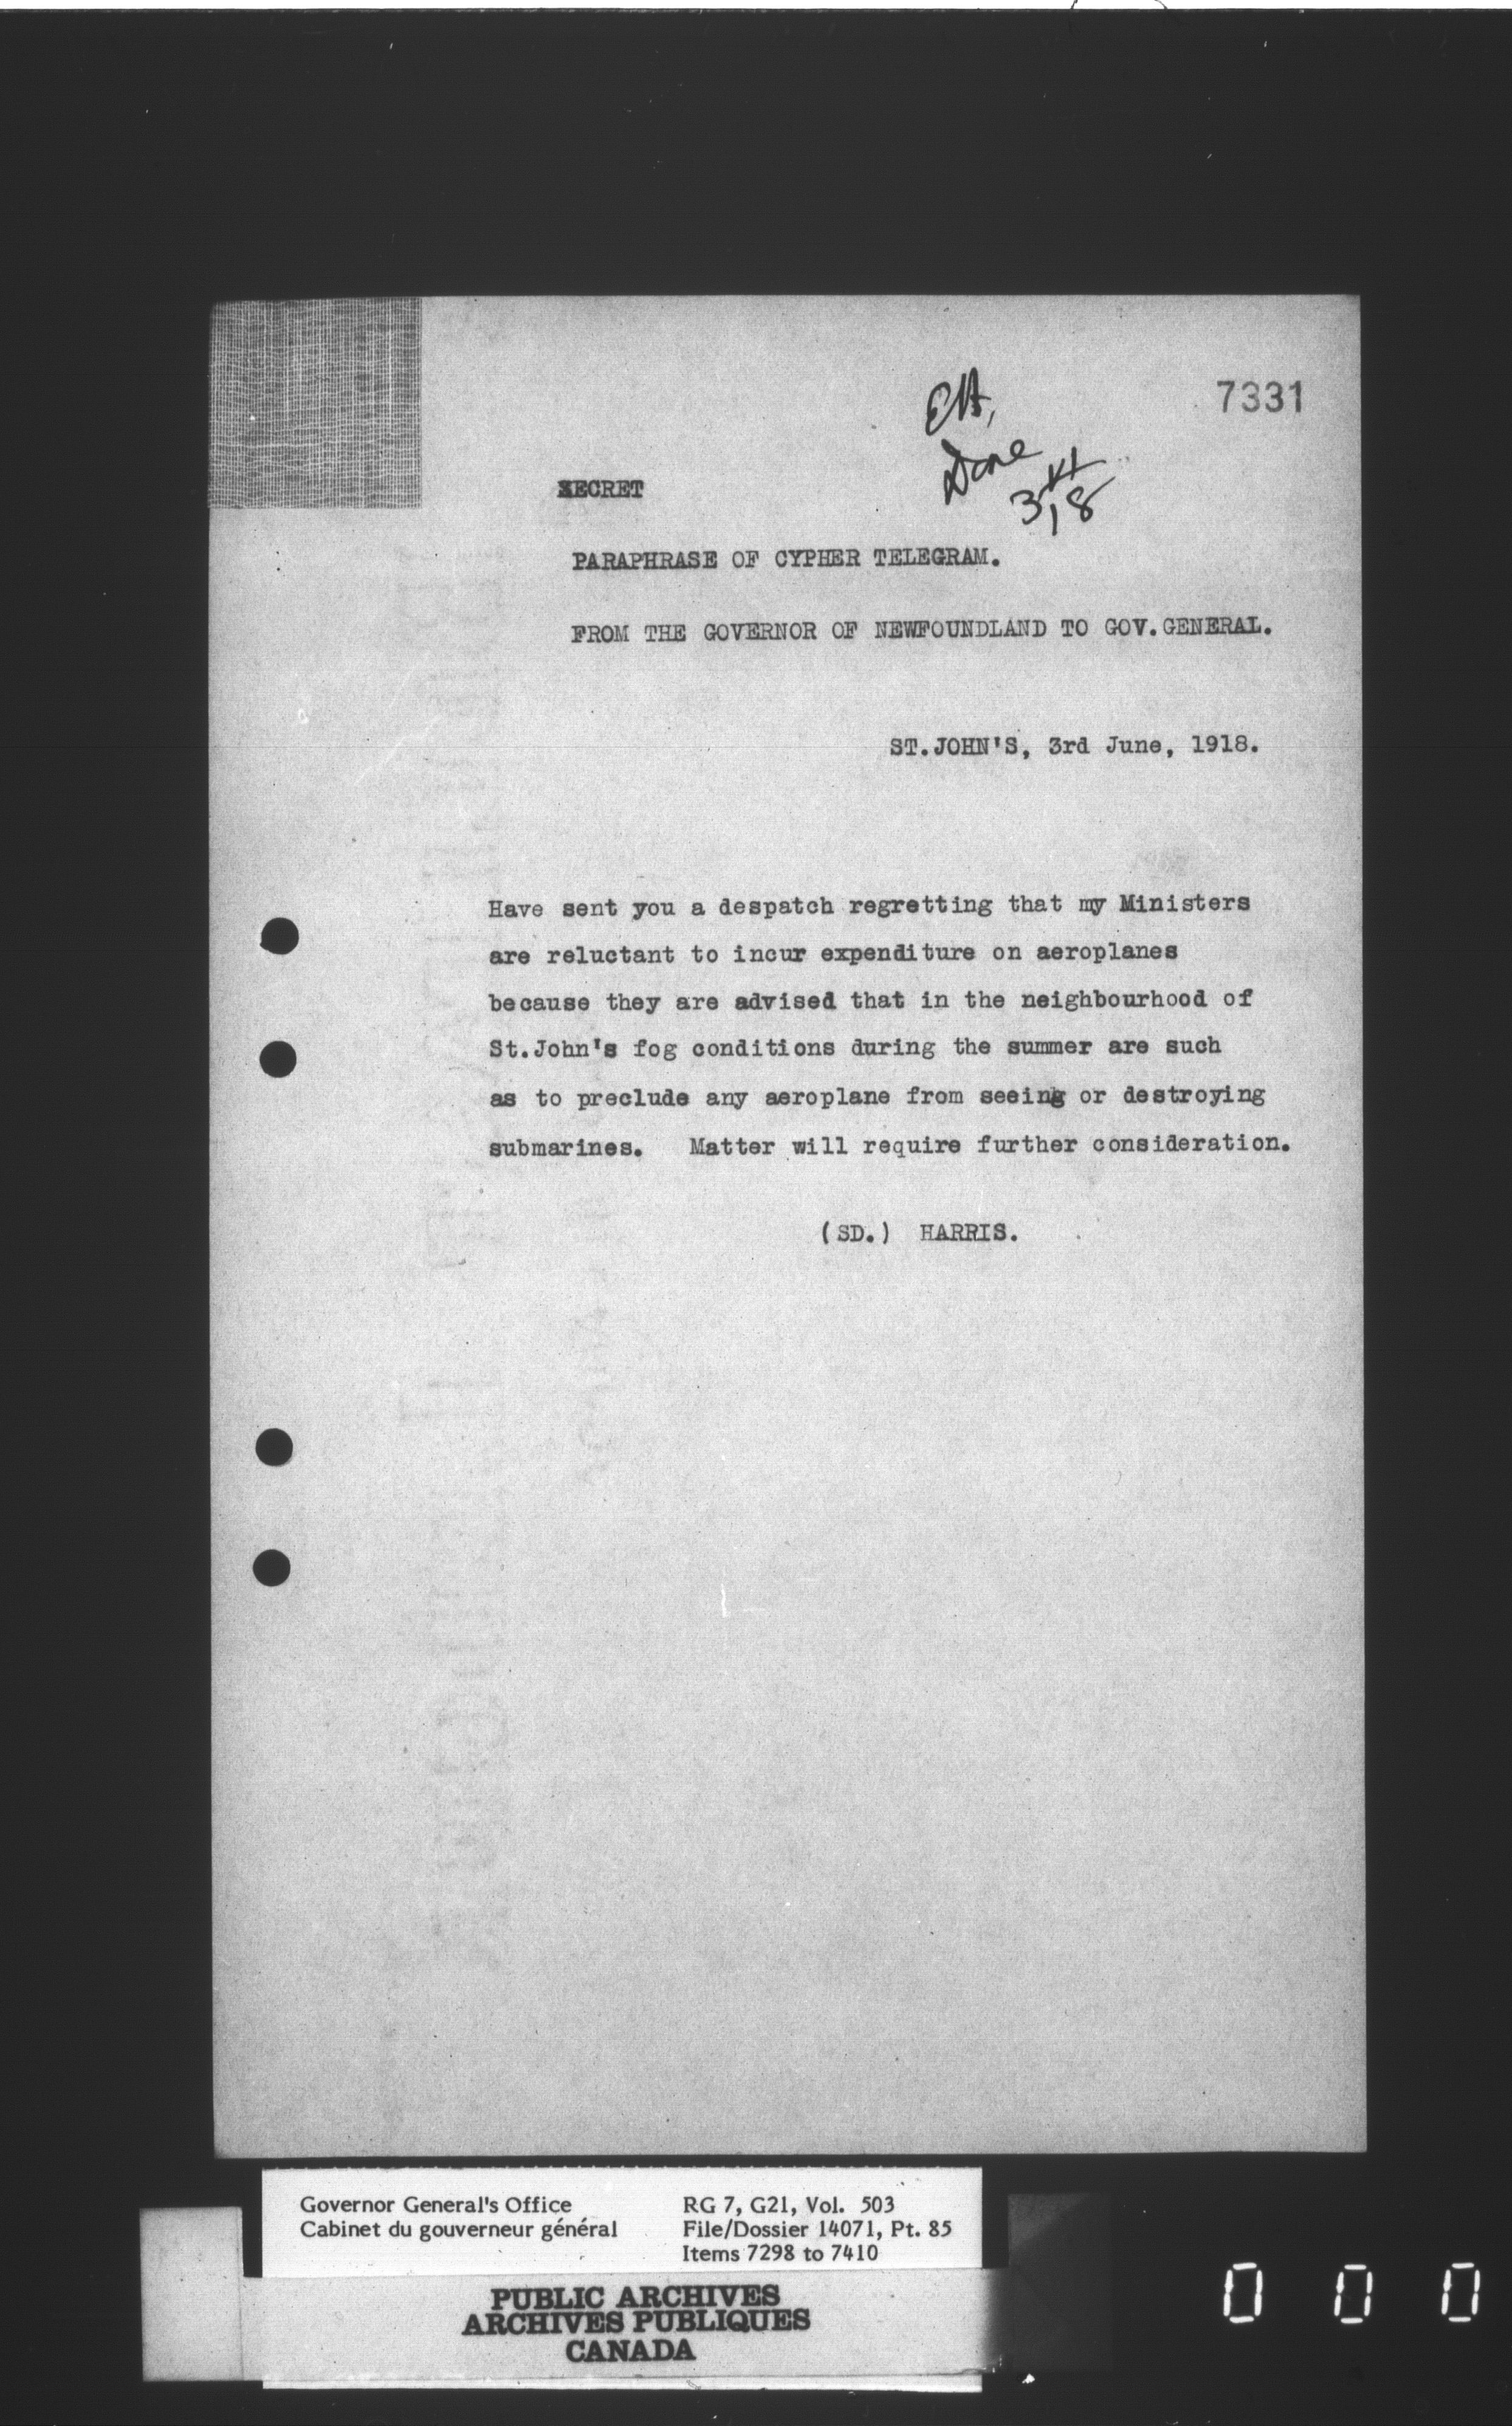 7331
Done
3
18
SECRET
PARAPHRASE OF CYPHER TELEGRAM.
FROM THE GOVERNOR OF NEWFOUNDLAND TO GOV.GENERAL.
ST.JOHN'S, 3rd June, 1918.
Have sent you a despatch regretting that my Ministers
are reluctant to incur expenditure on aeroplanes
because they are advised that in the neighbourhood of
St.John's fog conditions during the summer are such
as to preclude any aeroplane from seeing or destroying
submarines. Matter will require further consideration.
(SD.) HARRIS.
Governor General's Office
Cabinet du gouverneur général
RG 7, G21, Vol. 503
File/Dossier 14071, Pt. 85
Items 7298 to 7410
PUBLIC ARCHIVES
ARCHIVES PUBLIQUES
CANADA
0 0 0